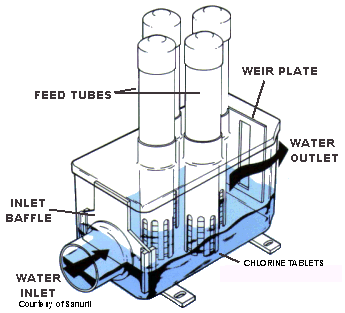 WEIR PLATE
FEED TUBES
WATER
OUTLET
INLET
BAFFLE
CHLORINE TABLETS
WATER
INLET
Courtesy of Sanuril